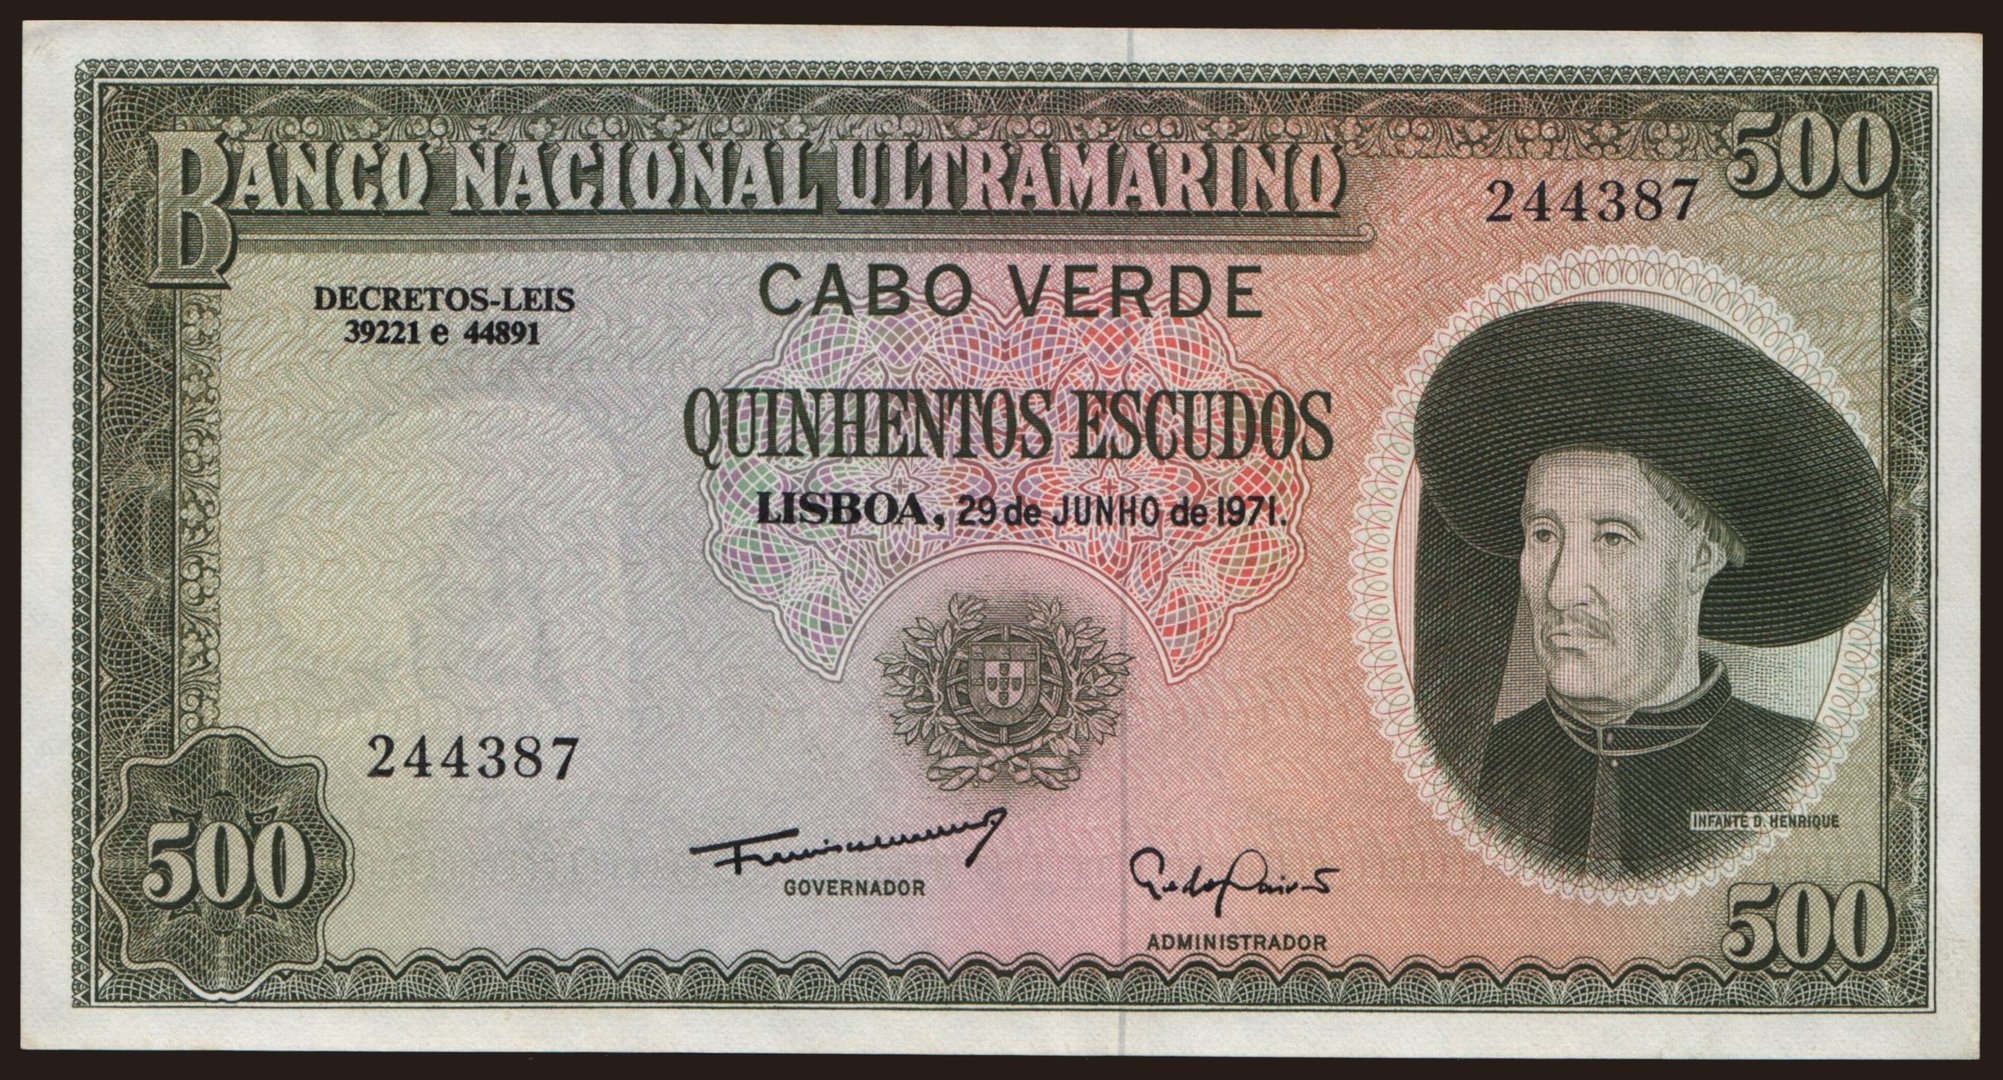 BANCO NACIONAL ULTRAMARINO
500
244387
CABO VERDE
DECRETOS-LEIS
39221 e 44891
QUINHENTOS ESCUDOS
LISBOA, 29 de JUNHO de 1971.
244387
INFANTE D. HENRIQUE
500
GOVERNADOR
ADMINISTRADOR
500